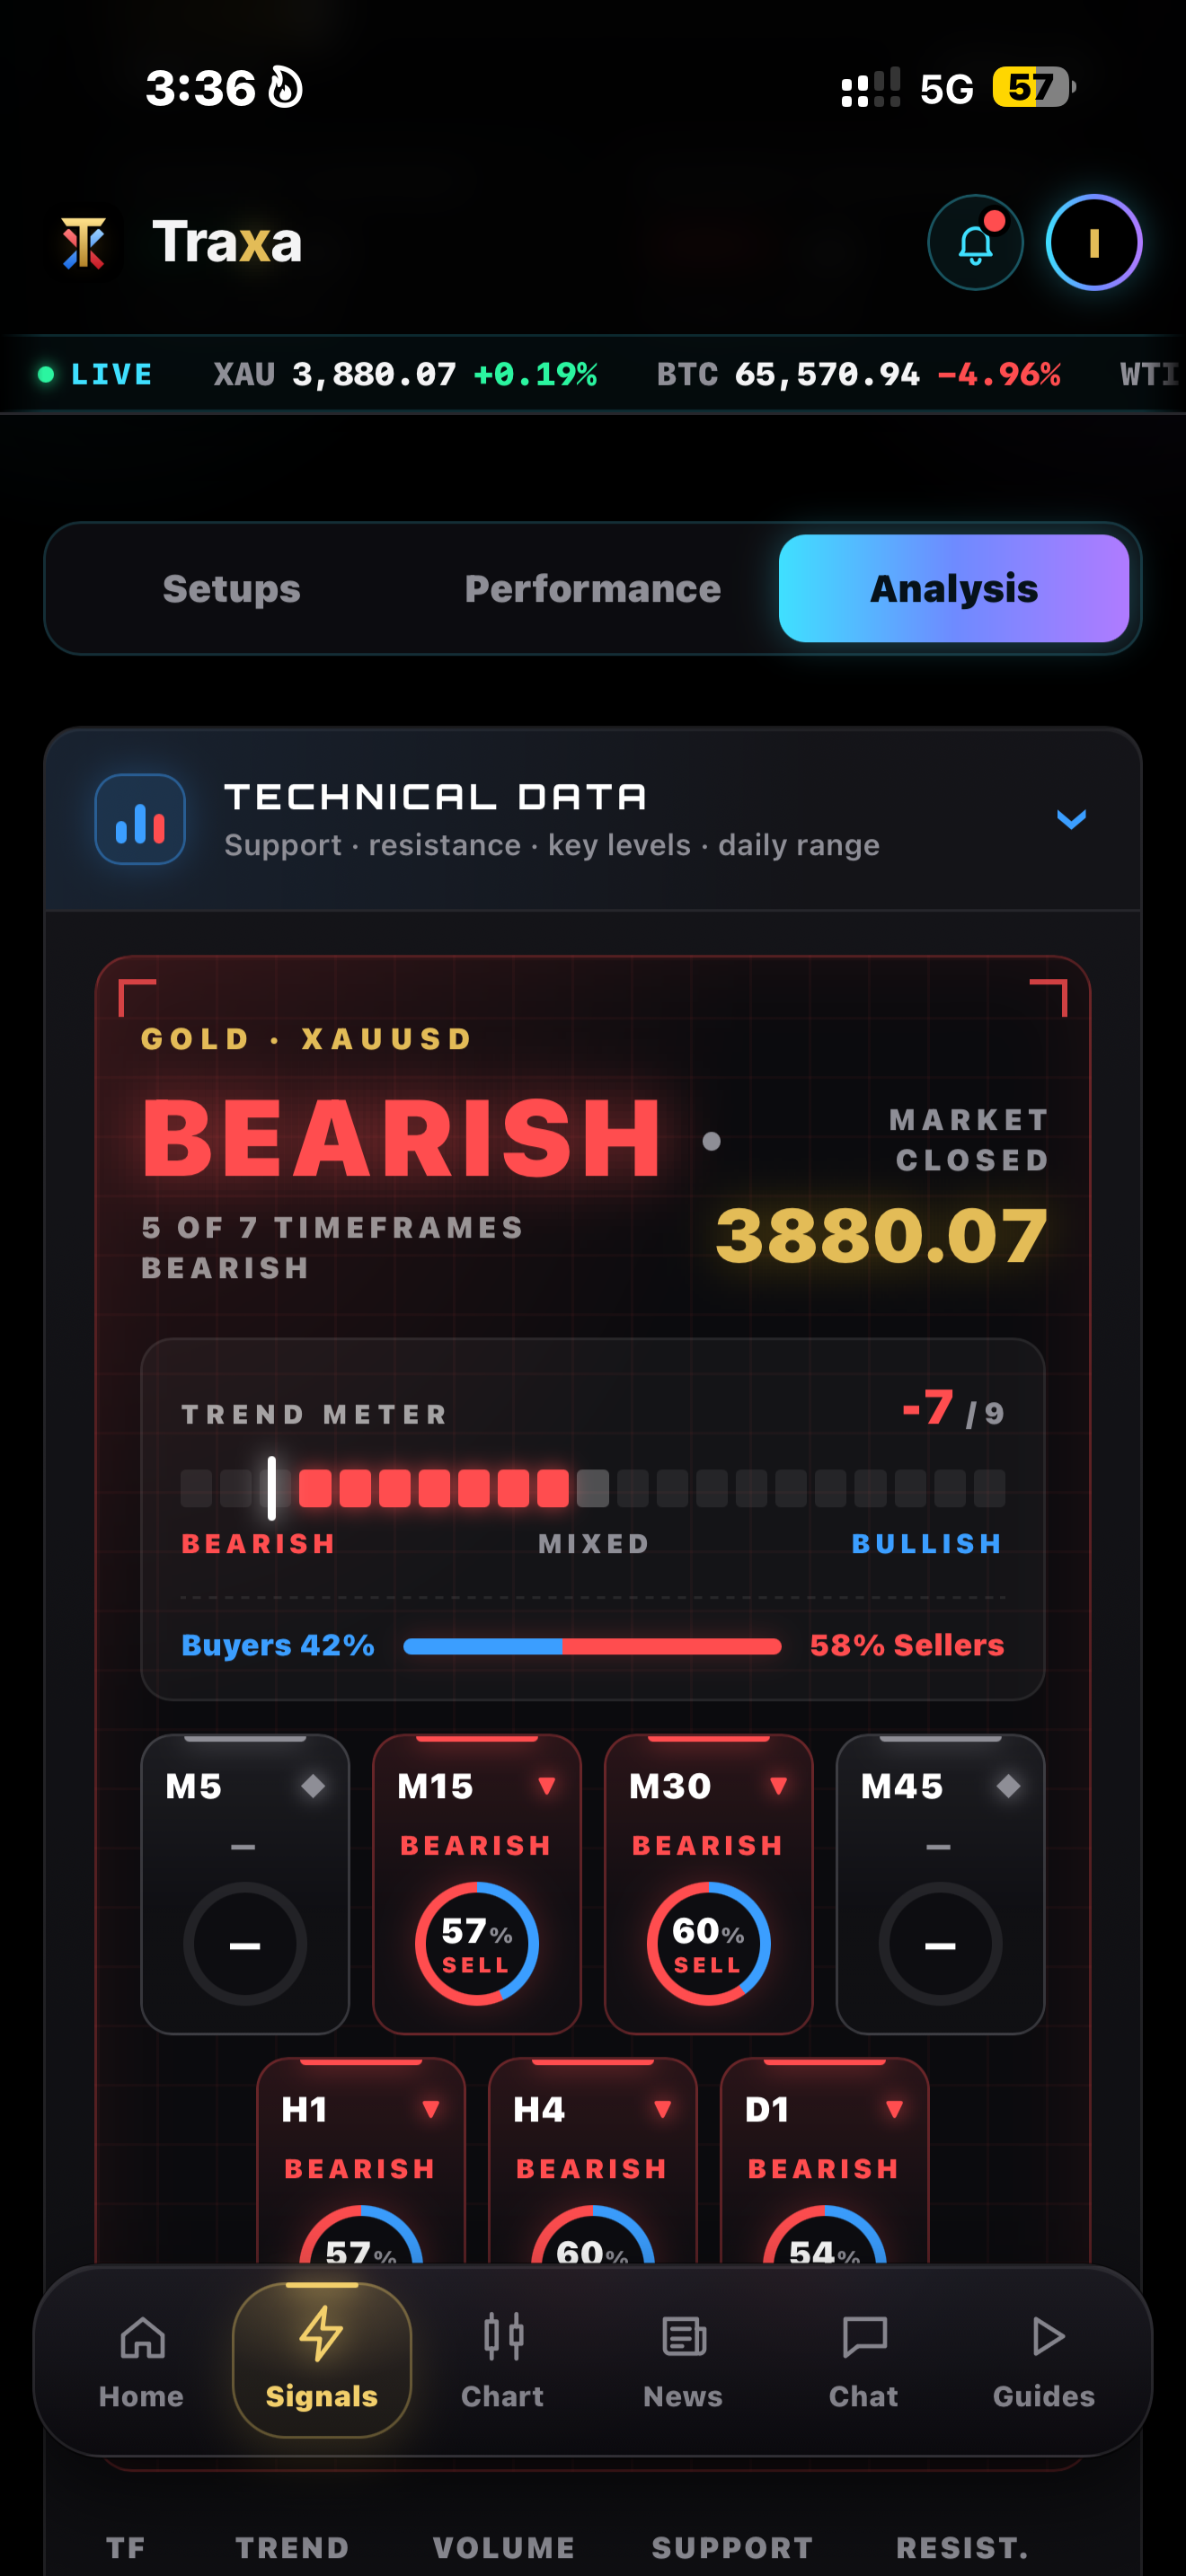 3:36
5G 57
Traxa
I
LIVE XAU 3,880.07 +0.19% BTC 65,570.94 −4.96% WTI
Setups Performance Analysis
TECHNICAL DATA
Support · resistance · key levels · daily range
GOLD · XAUUSD
BEARISH
MARKET
CLOSED
5 OF 7 TIMEFRAMES
BEARISH
3880.07
TREND METER -7 / 9
BEARISH MIXED BULLISH
Buyers 42% 58% Sellers
M5 M15 M30 M45
– BEARISH BEARISH –
– 57% 60% –
SELL SELL
H1 H4 D1
BEARISH BEARISH BEARISH
57% 60% 54%
Home Signals Chart News Chat Guides
TF TREND VOLUME SUPPORT RESIST.